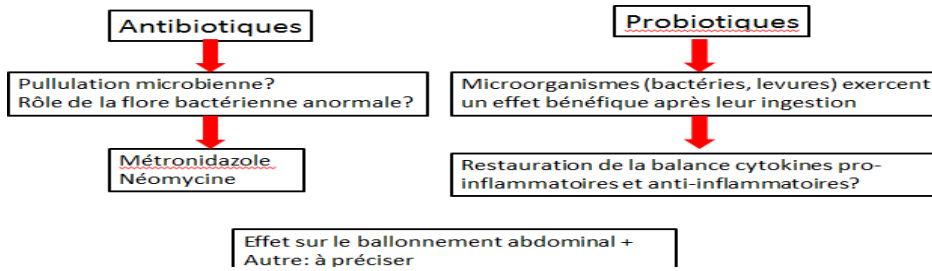 Antibiotiques
Pullulation microbienne?
Rôle de la flore bactérienne anormale?
Métronidazole
Néomycine
Probiotiques
Microorganismes (bactéries, levures) exercent
un effet bénéfique après leur ingestion
Restauration de la balance cytokines pro-
inflammatoires et anti-inflammatoires?
Effet sur le ballonnement abdominal +
Autre: à préciser